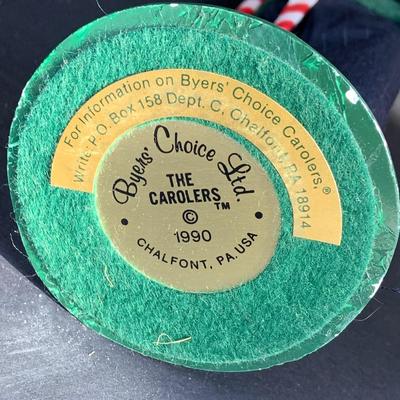 For Information on Byers' Choice Carolers,®
Write: P.O. Box 158 Dept. C, Chalfont, PA 18914
Byers' Choice Ltd.
THE
CAROLERS™
©
1990
CHALFONT, PA. USA